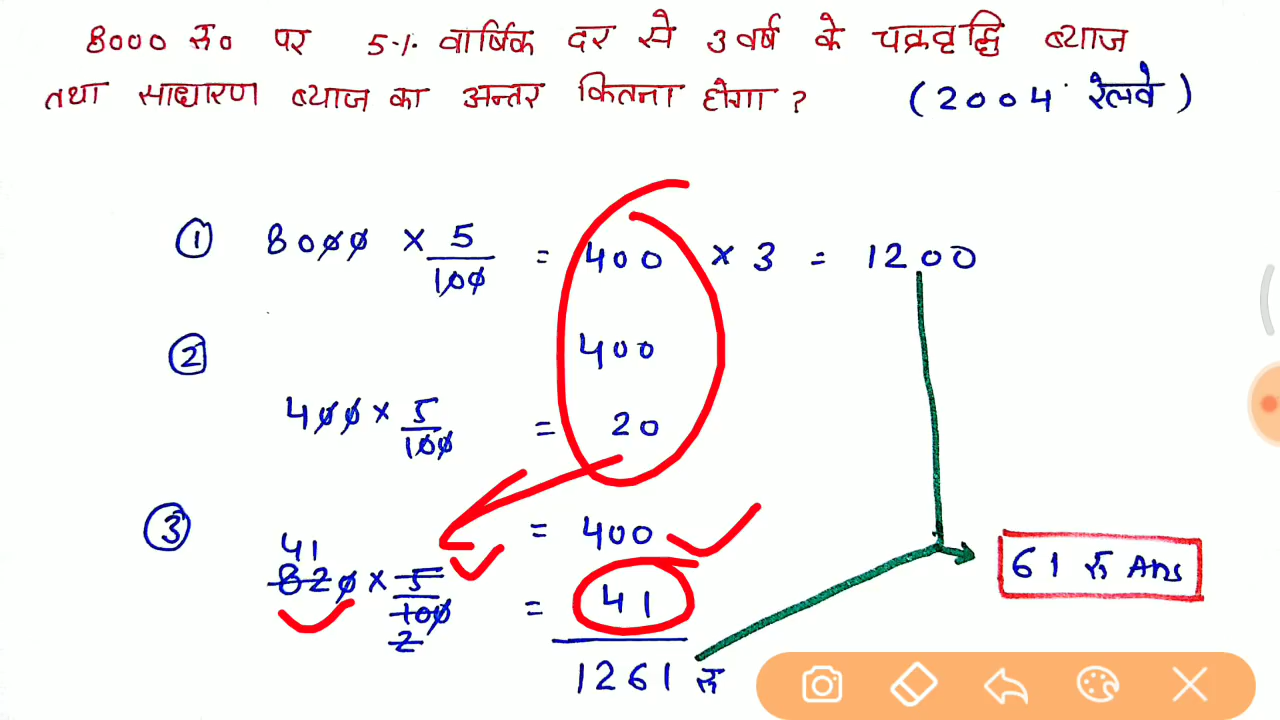 8000 रु० पर 5% वार्षिक दर से 3 वर्ष के चक्रवृद्धि ब्याज
तथा साधारण ब्याज का अन्तर कितना होगा ? (2004 रेलवे)
① 8000 × 5/100 = 400 × 3 = 1200
② 400
400 × 5/100 = 20
③ = 400
41
820 × 5/100 = 41
2
1261 रु
61 रु Ans